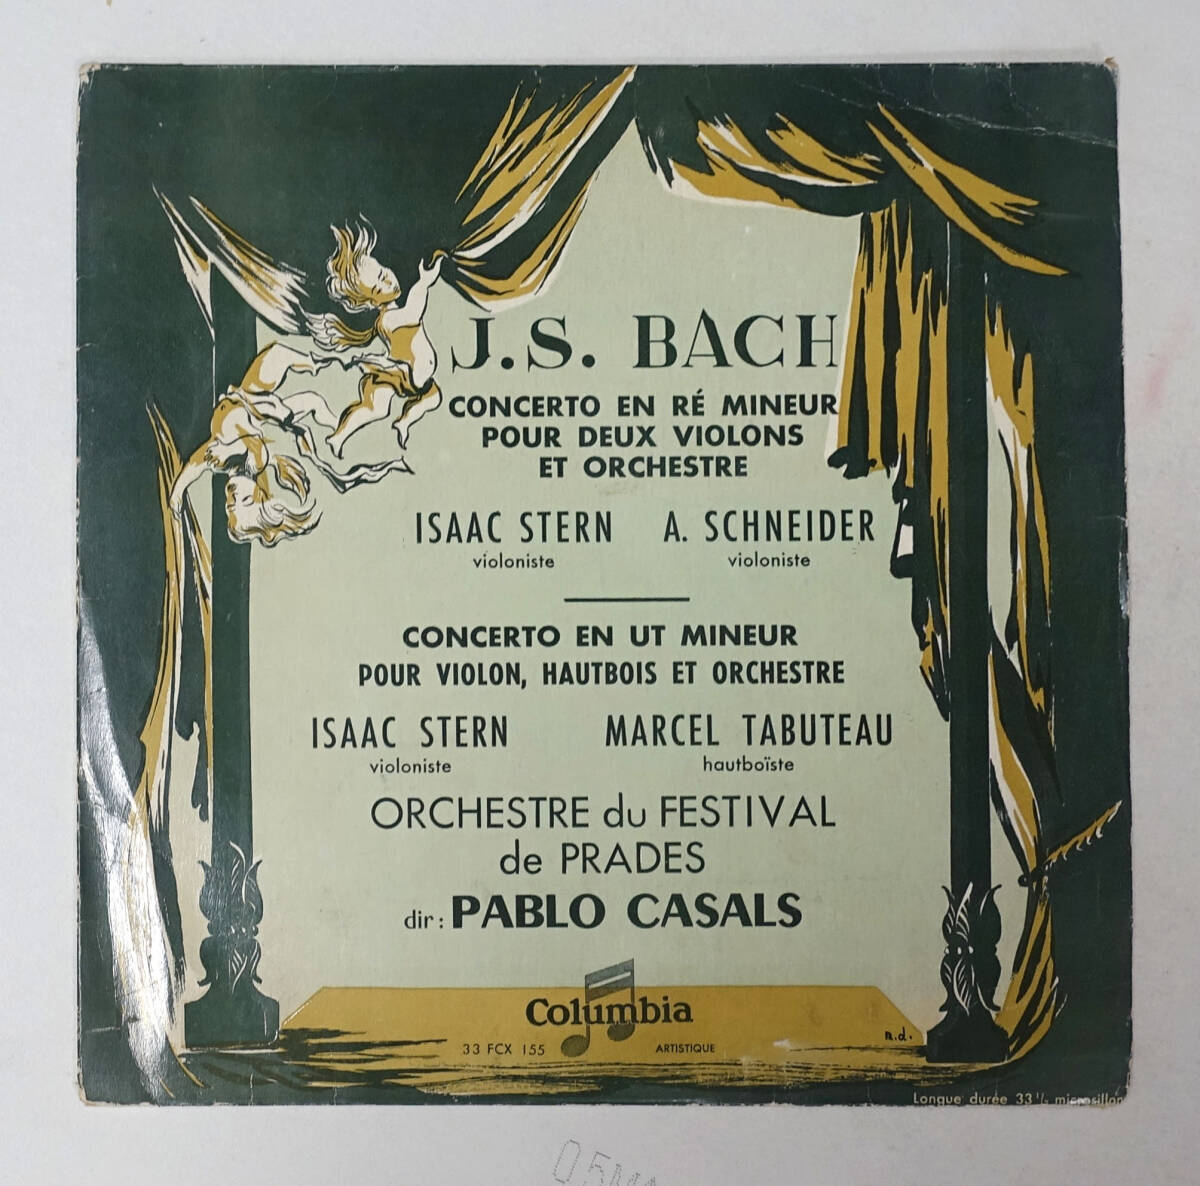 J.S. BACH
CONCERTO EN RÉ MINEUR
POUR DEUX VIOLONS
ET ORCHESTRE
ISAAC STERN A. SCHNEIDER
violoniste violoniste
CONCERTO EN UT MINEUR
POUR VIOLON, HAUTBOIS ET ORCHESTRE
ISAAC STERN MARCEL TABUTEAU
violoniste hautboïste
ORCHESTRE du FESTIVAL
de PRADES
dir: PABLO CASALS
Columbia
33 FCX 155 ARTISTIQUE
n.d.
Longue durée 33 1/3 microsillon